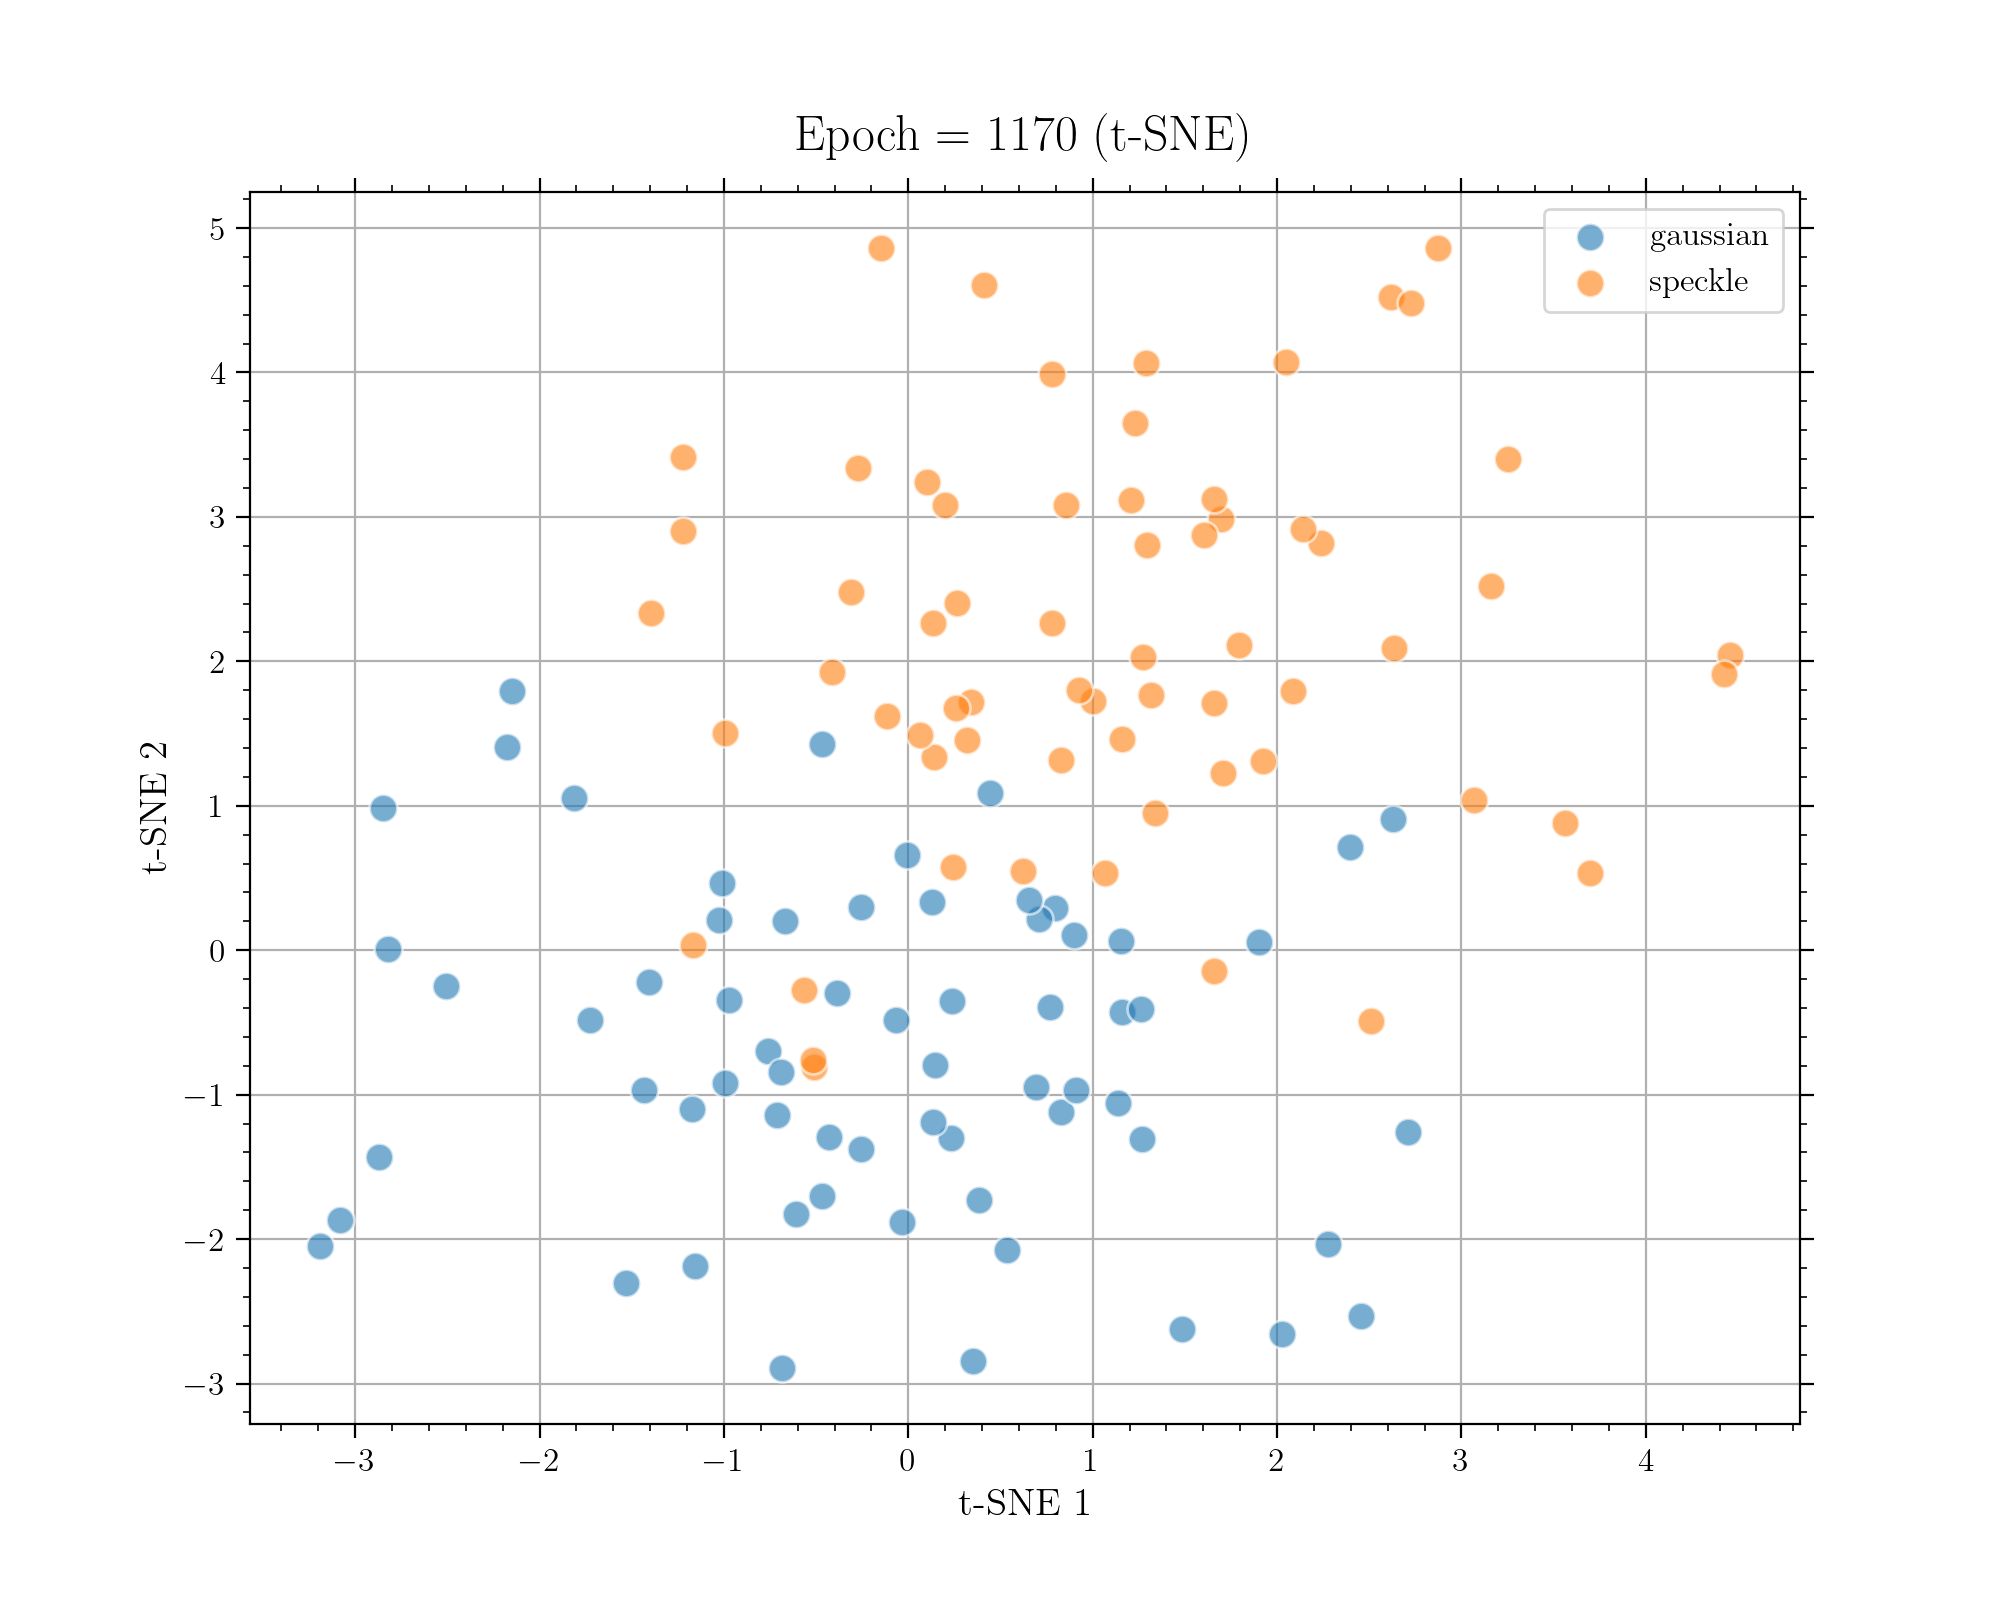 Epoch = 1170 (t-SNE)
gaussian
speckle
5
4
3
2
1
0
−1
−2
−3
t-SNE 2
−3 −2 −1 0 1 2 3 4
t-SNE 1